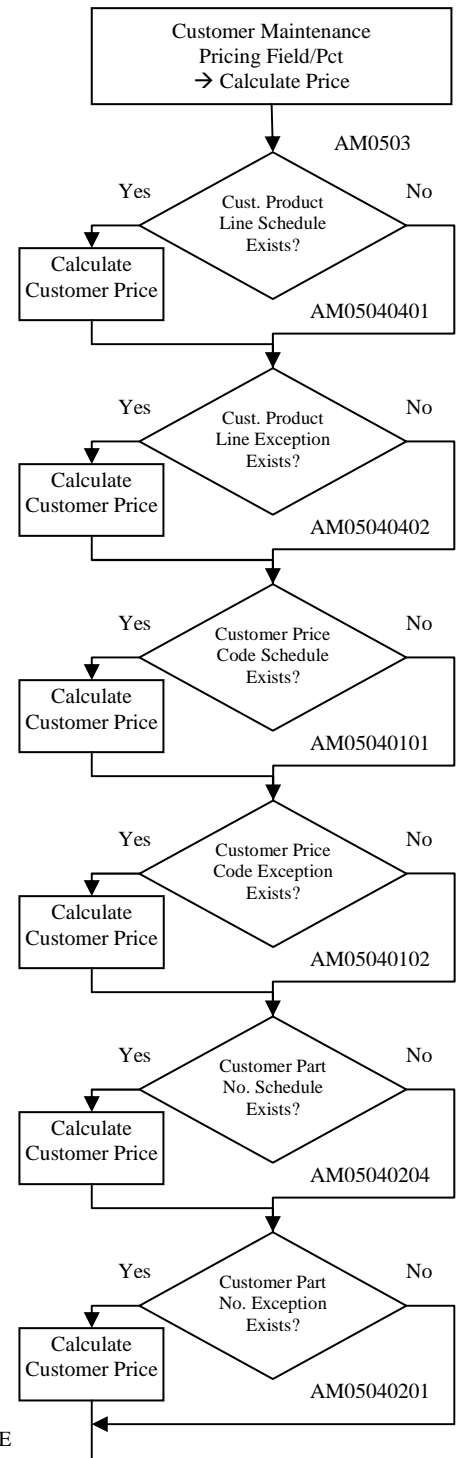 Customer Maintenance
Pricing Field/Pct
→ Calculate Price
AM0503
Yes
No
Cust. Product
Line Schedule
Exists?
Calculate
Customer Price
AM05040401
Yes
No
Cust. Product
Line Exception
Exists?
Calculate
Customer Price
AM05040402
Yes
No
Customer Price
Code Schedule
Exists?
Calculate
Customer Price
AM05040101
Yes
No
Customer Price
Code Exception
Exists?
Calculate
Customer Price
AM05040102
Yes
No
Customer Part
No. Schedule
Exists?
Calculate
Customer Price
AM05040204
Yes
No
Customer Part
No. Exception
Exists?
Calculate
Customer Price
AM05040201
E